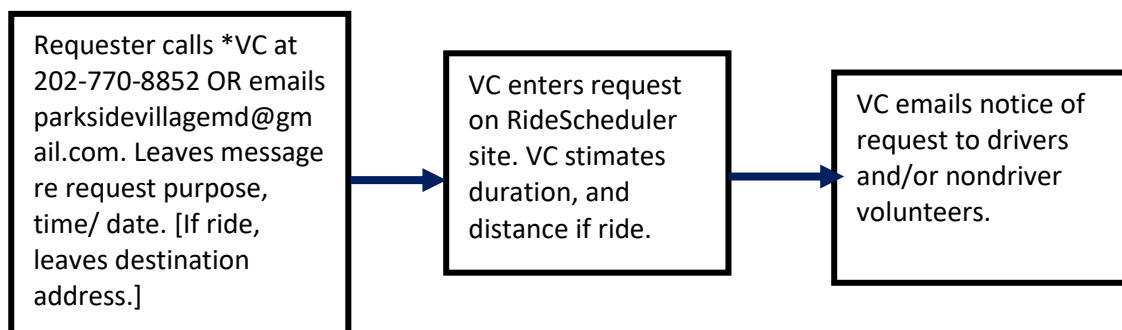 Requester calls *VC at
202-770-8852 OR emails
parksidevillagemd@gm
ail.com. Leaves message
re request purpose,
time/ date. [If ride,
leaves destination
address.]
VC enters request
on RideScheduler
site. VC stimates
duration, and
distance if ride.
VC emails notice of
request to drivers
and/or nondriver
volunteers.